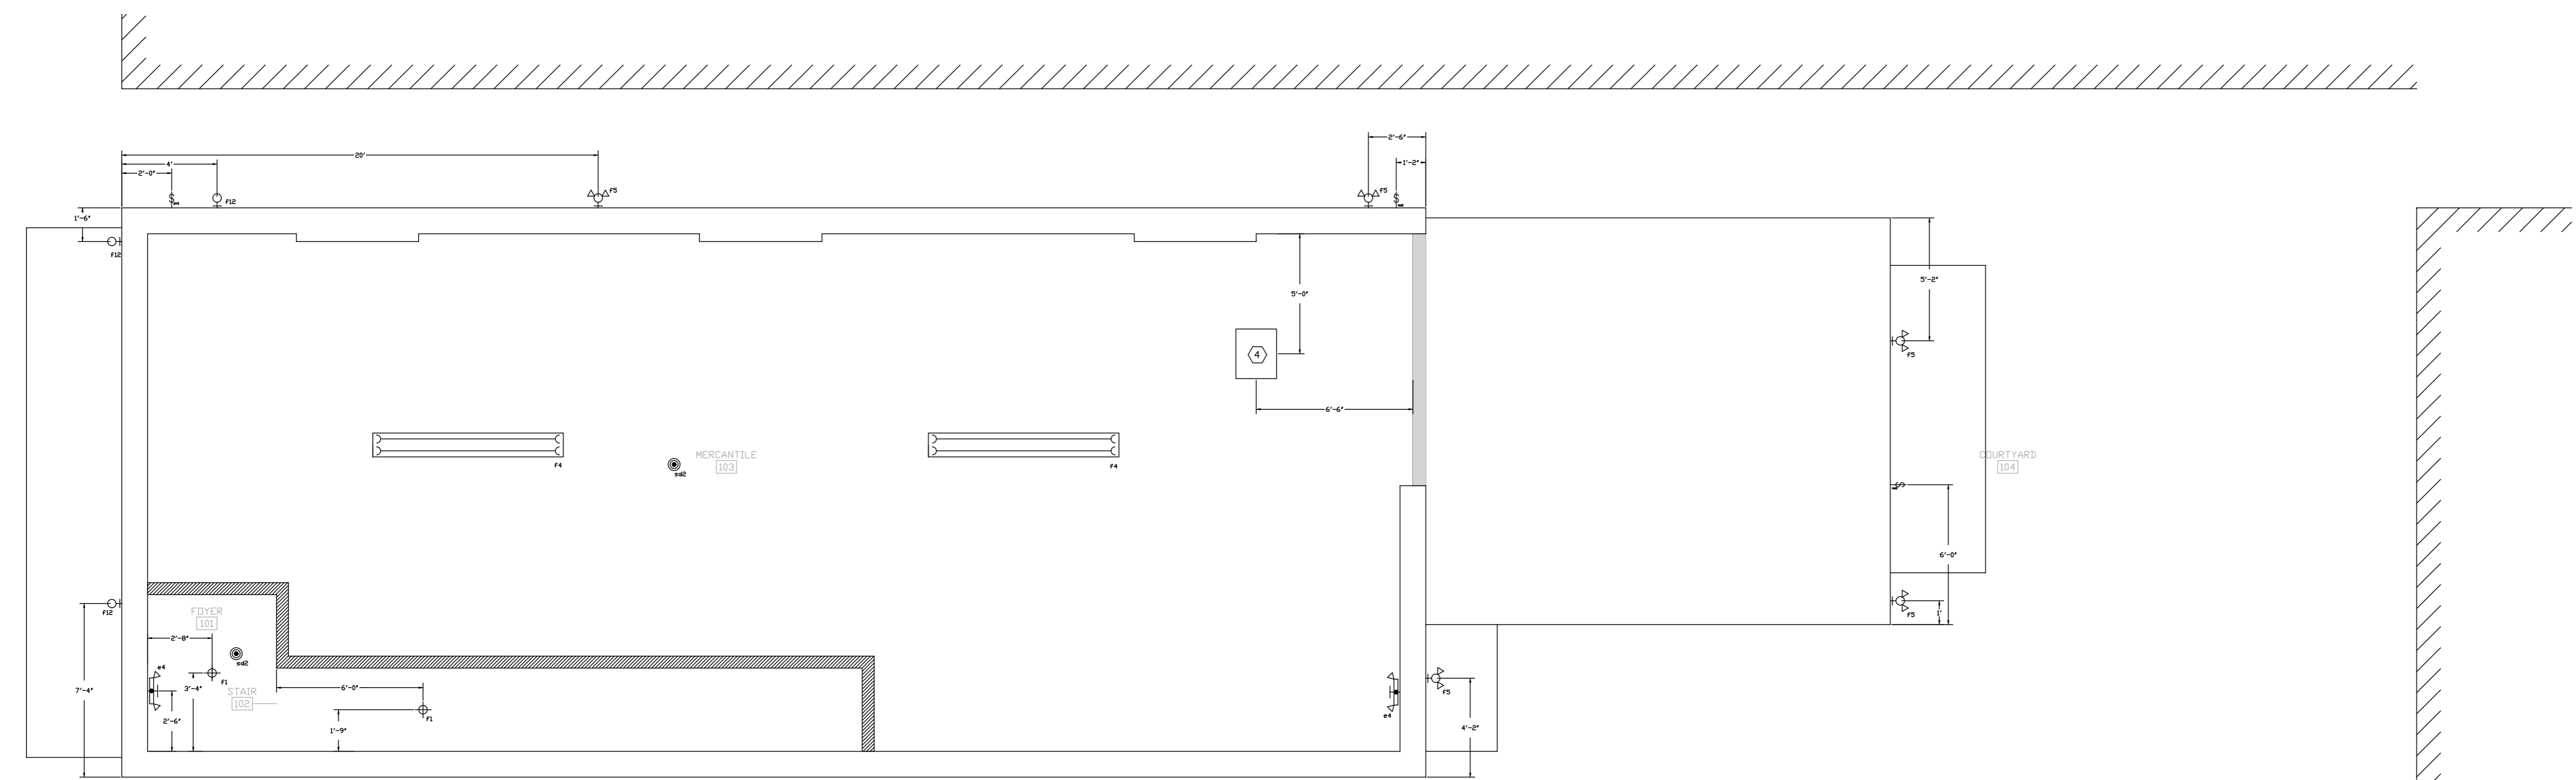 2'-6"
20'
4'
1'-2"
2'-0"
f5
f5
f12
1'-6"
f12
5'-2"
5'-0"
4
f5
6'-6"
MERCANTILE
103
COURTYARD
104
f4
f4
sd2
6'-0"
f12
FOYER
101
f5
1'
2'-8"
sd2
e4
f1
3'-4"
7'-4"
STAIR
102
6'-0"
f5
2'-6"
f1
e4
1'-9"
4'-2"